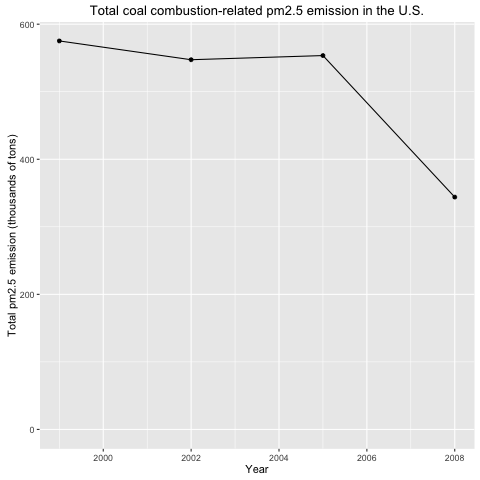 Total coal combustion-related pm2.5 emission in the U.S.
600
400
200
0
Total pm2.5 emission (thousands of tons)
2000 2002 2004 2006 2008
Year